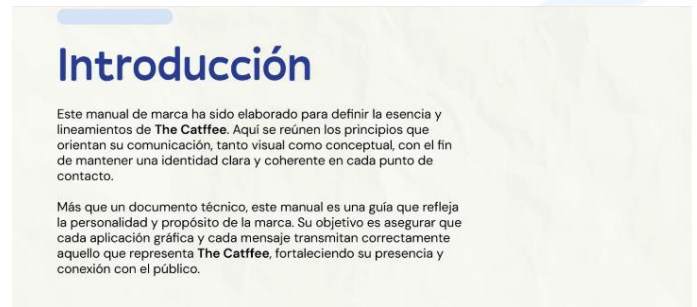 Introducción
Este manual de marca ha sido elaborado para definir la esencia y
lineamientos de The Catffee. Aquí se reúnen los principios que
orientan su comunicación, tanto visual como conceptual, con el fin
de mantener una identidad clara y coherente en cada punto de
contacto.
Más que un documento técnico, este manual es una guía que refleja
la personalidad y propósito de la marca. Su objetivo es asegurar que
cada aplicación gráfica y cada mensaje transmitan correctamente
aquello que representa The Catffee, fortaleciendo su presencia y
conexión con el público.